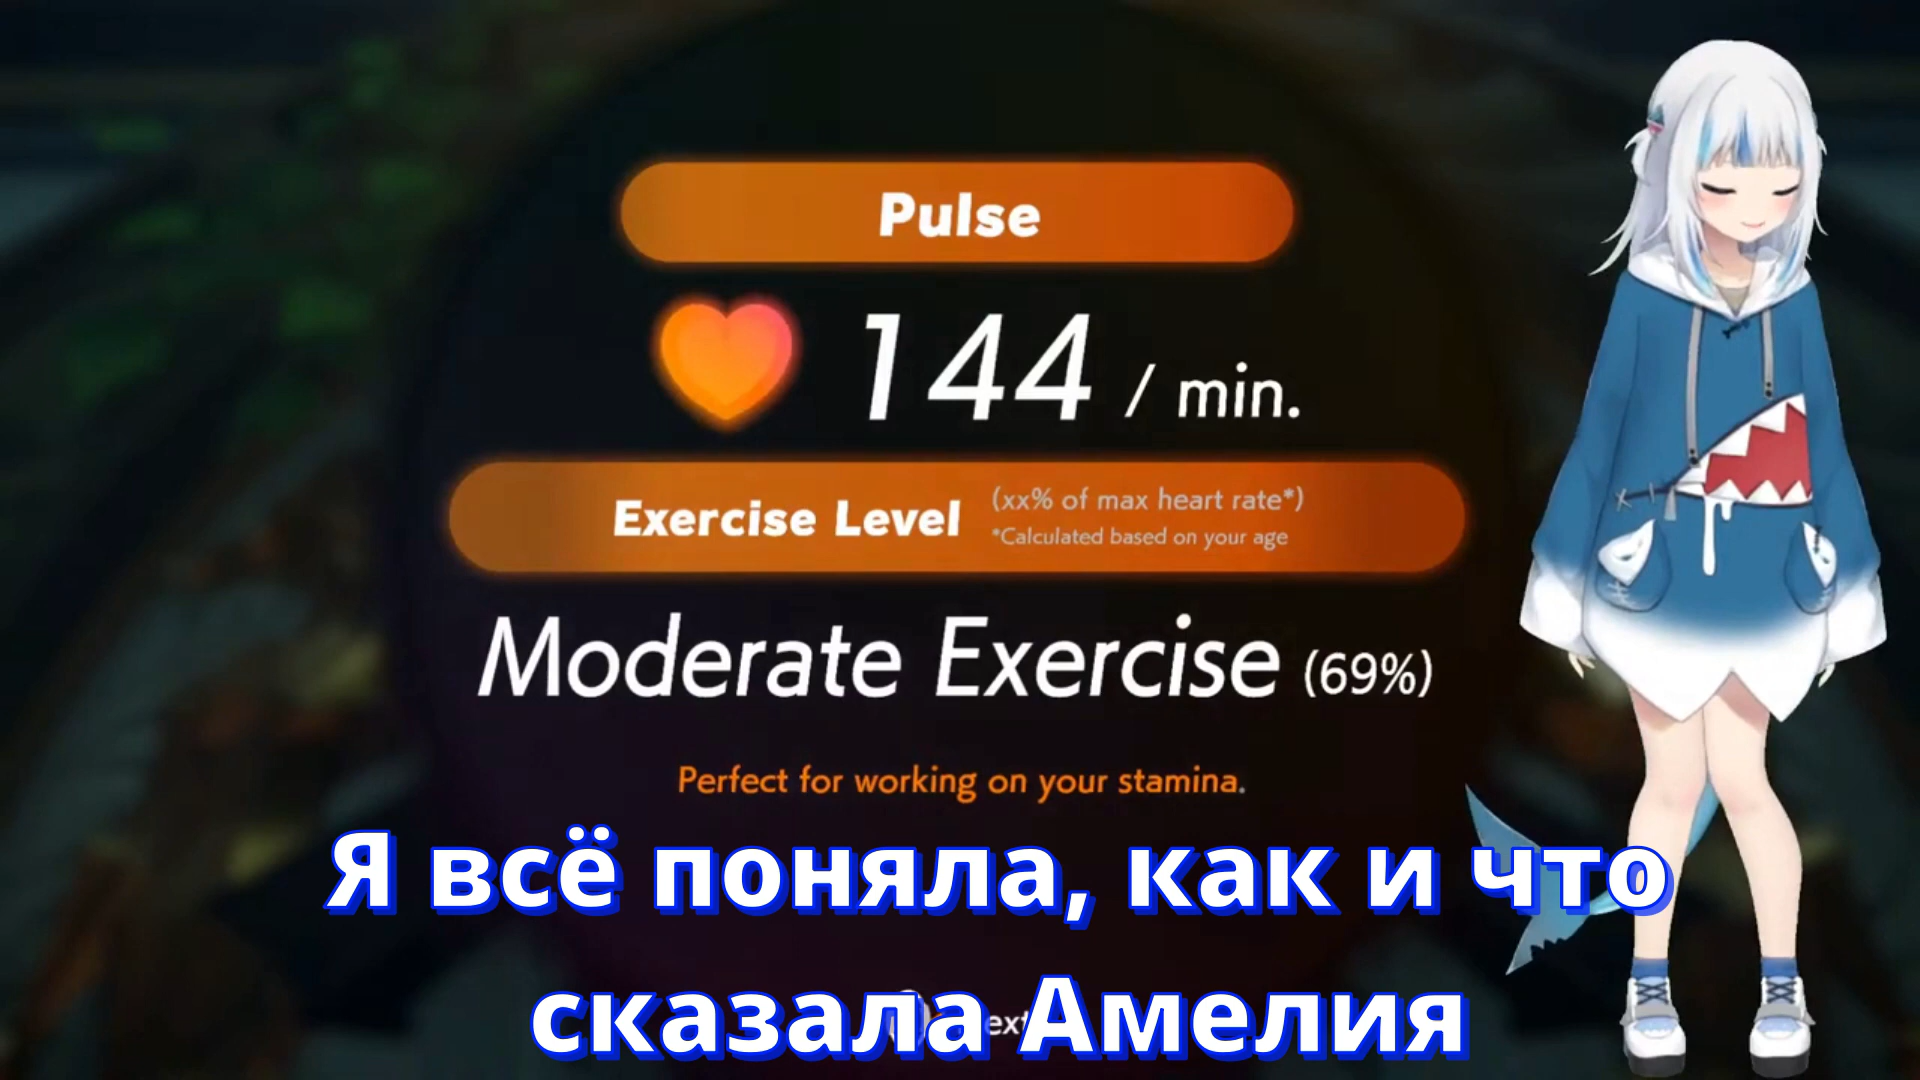 Pulse
144 / min.
Exercise Level
(xx% of max heart rate*)
*Calculated based on your age
Moderate Exercise (69%)
Perfect for working on your stamina.
Я всё поняла, как и что
сказала Амелия